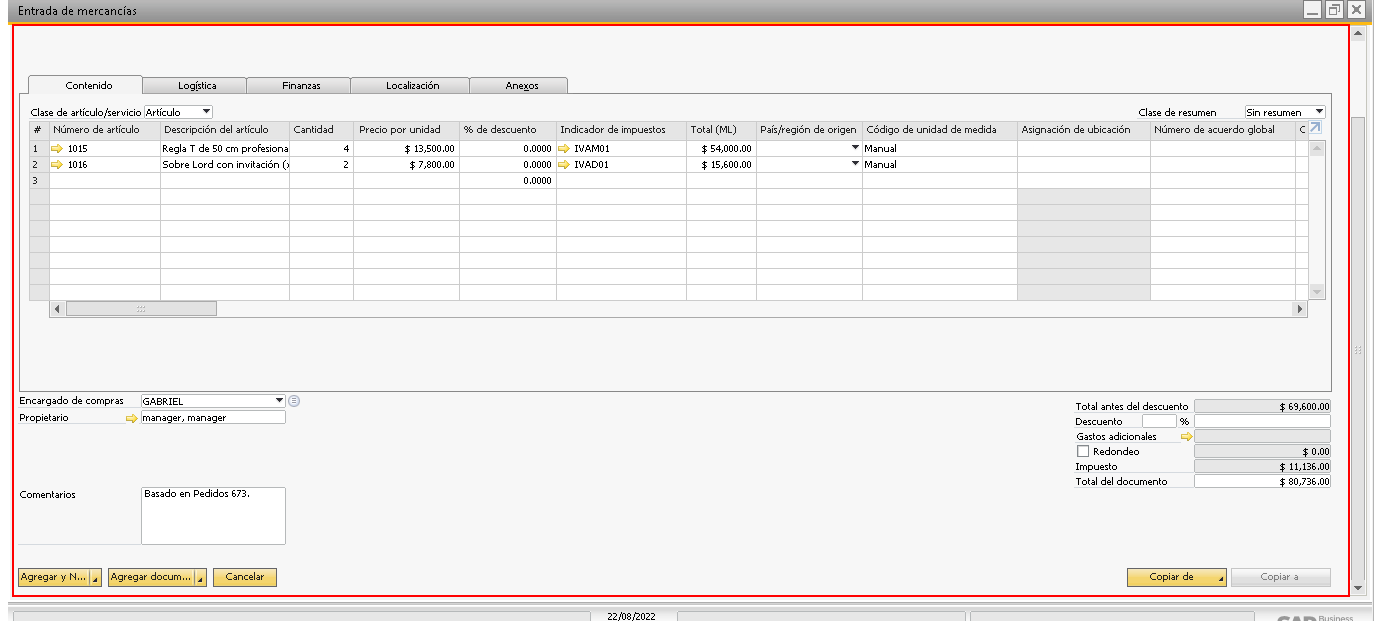 Entrada de mercancías
Contenido Logística Finanzas Localización Anexos
Clase de artículo/servicio Artículo Clase de resumen Sin resumen
# Número de artículo Descripción del artículo Cantidad Precio por unidad % de descuento Indicador de impuestos Total (ML) País/región de origen Código de unidad de medida Asignación de ubicación Número de acuerdo global C
1 1015 Regla T de 50 cm profesiona 4 $ 13,500.00 0.0000 IVAM01 $ 54,000.00 Manual
2 1016 Sobre Lord con invitación (x 2 $ 7,800.00 0.0000 IVAD01 $ 15,600.00 Manual
3 0.0000
Encargado de compras GABRIEL
Propietario manager, manager
Total antes del descuento $ 69,600.00
Descuento %
Gastos adicionales
Redondeo $ 0.00
Impuesto $ 11,136.00
Total del documento $ 80,736.00
Comentarios Basado en Pedidos 673.
Agregar y N... Agregar docum... Cancelar Copiar de Copiar a
22/08/2022
SAP Business